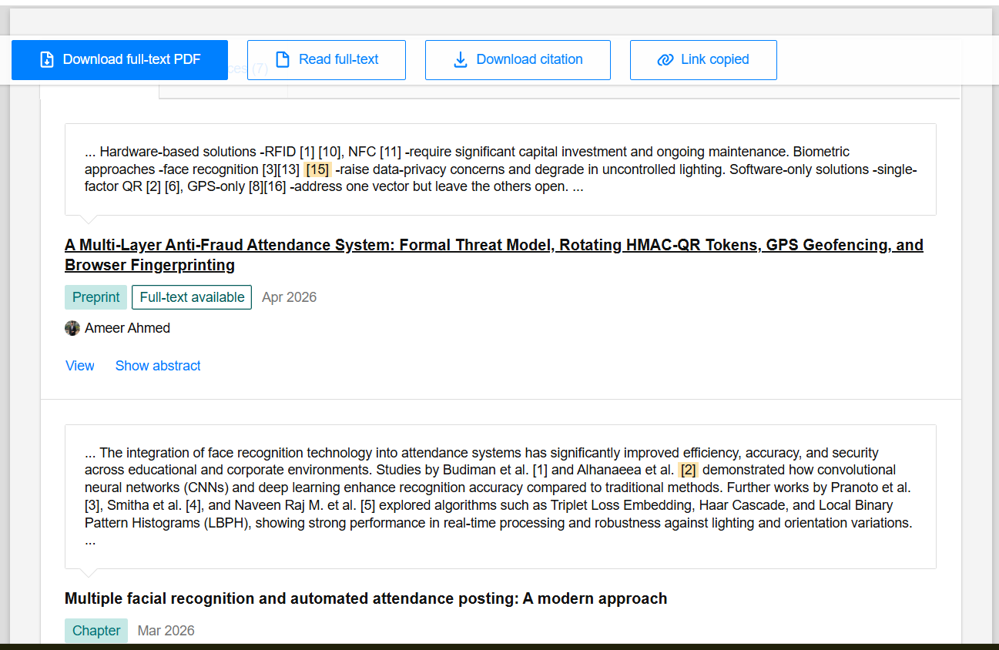 Download full-text PDF
Read full-text
Download citation
Link copied
ces (7)
... Hardware-based solutions -RFID [1] [10], NFC [11] -require significant capital investment and ongoing maintenance. Biometric
approaches -face recognition [3][13] [15] -raise data-privacy concerns and degrade in uncontrolled lighting. Software-only solutions -single-
factor QR [2] [6], GPS-only [8][16] -address one vector but leave the others open. ...
A Multi-Layer Anti-Fraud Attendance System: Formal Threat Model, Rotating HMAC-QR Tokens, GPS Geofencing, and
Browser Fingerprinting
Preprint Full-text available Apr 2026
Ameer Ahmed
View Show abstract
... The integration of face recognition technology into attendance systems has significantly improved efficiency, accuracy, and security
across educational and corporate environments. Studies by Budiman et al. [1] and Alhanaeea et al. [2] demonstrated how convolutional
neural networks (CNNs) and deep learning enhance recognition accuracy compared to traditional methods. Further works by Pranoto et al.
[3], Smitha et al. [4], and Naveen Raj M. et al. [5] explored algorithms such as Triplet Loss Embedding, Haar Cascade, and Local Binary
Pattern Histograms (LBPH), showing strong performance in real-time processing and robustness against lighting and orientation variations.
...
Multiple facial recognition and automated attendance posting: A modern approach
Chapter Mar 2026